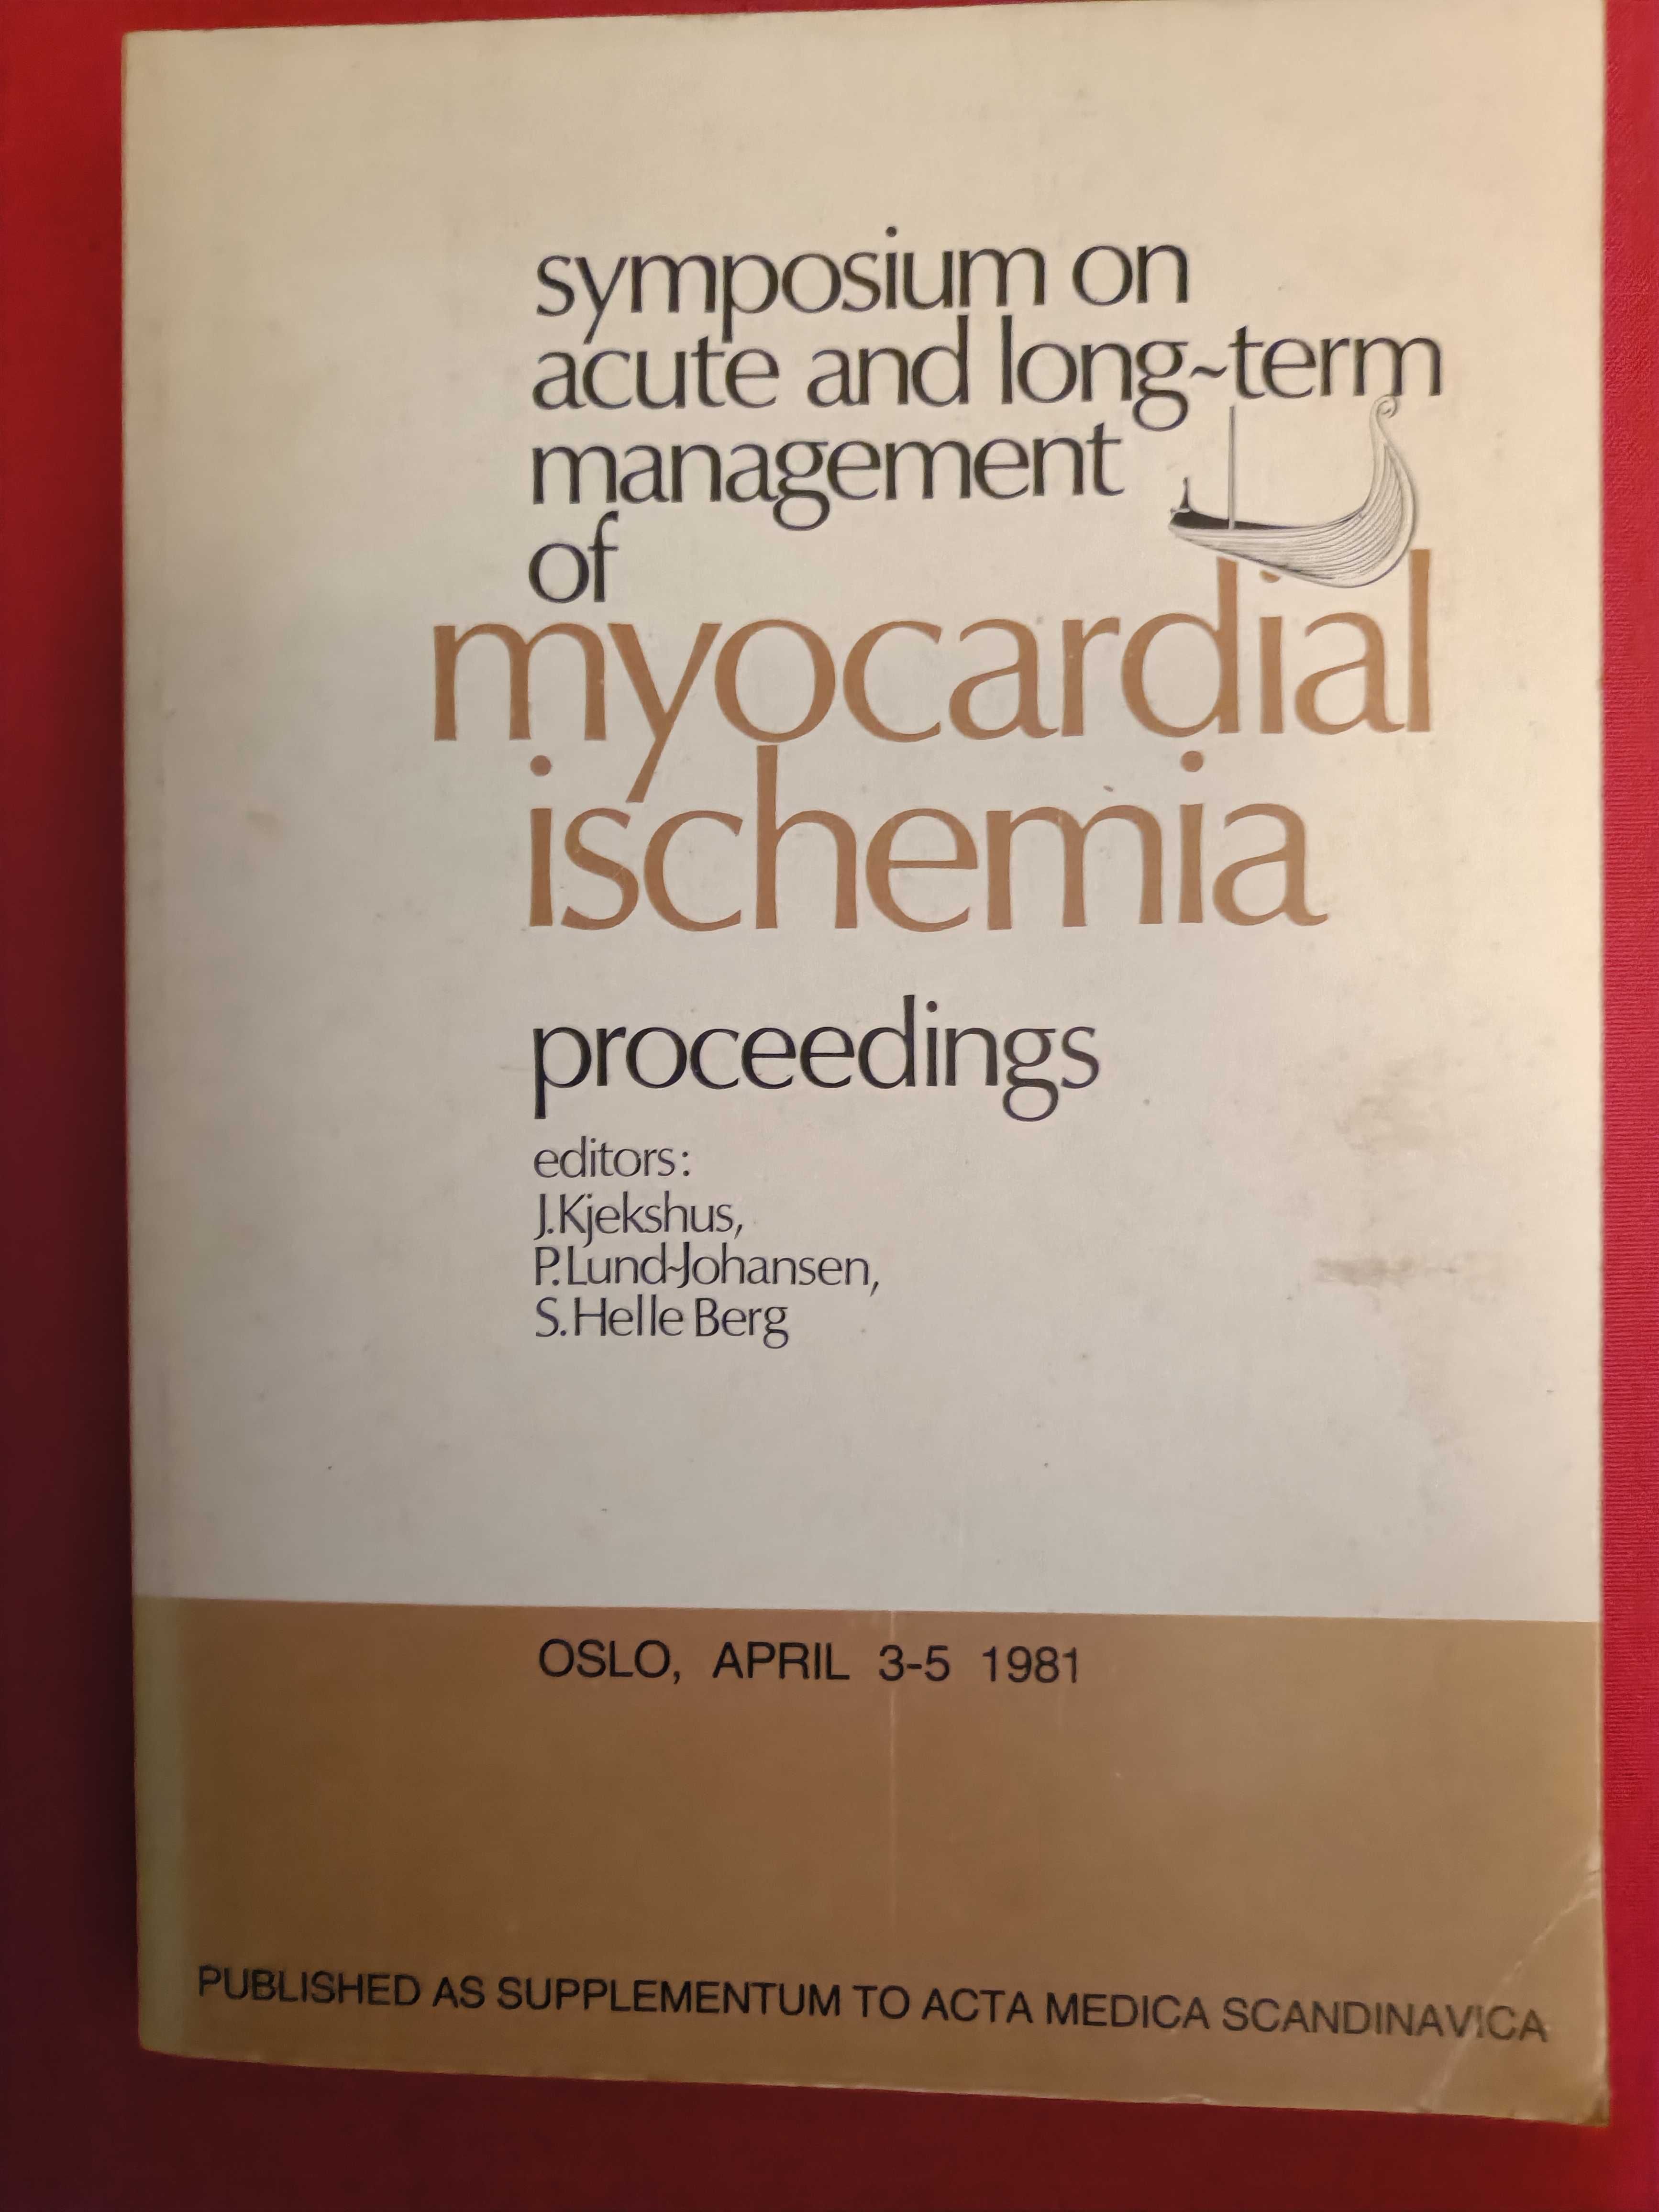 symposium on
acute and long~term
management
of
myocardial
ischemia
proceedings
editors:
J.Kjekshus,
P.Lund-Johansen,
S.Helle Berg
OSLO, APRIL 3-5 1981
PUBLISHED AS SUPPLEMENTUM TO ACTA MEDICA SCANDINAVICA